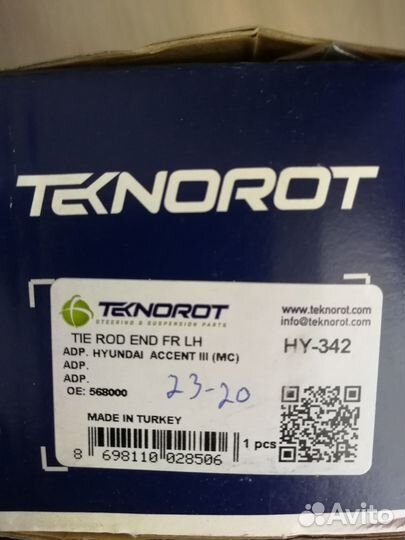 TEKNOROT
TEKNOROT
STEERING & SUSPENSION PARTS
www.teknorot.com
info@teknorot.com
TIE ROD END FR LH
HY-342
ADP. HYUNDAI ACCENT III (MC)
ADP.
ADP.
OE: 568000
23-20
MADE IN TURKEY
1 pcs
8 698110 028506
Avito